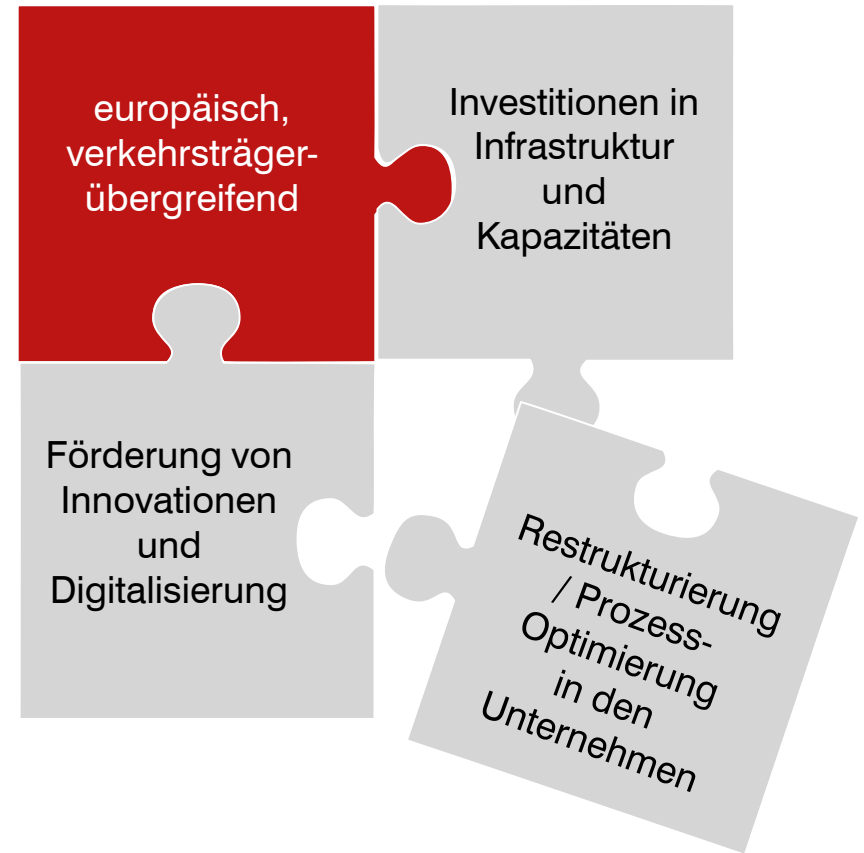 europäisch,
verkehrsträger-
übergreifend
Investitionen in
Infrastruktur
und
Kapazitäten
Förderung von
Innovationen
und
Digitalisierung
Restrukturierung
/ Prozess-
Optimierung
in den
Unternehmen